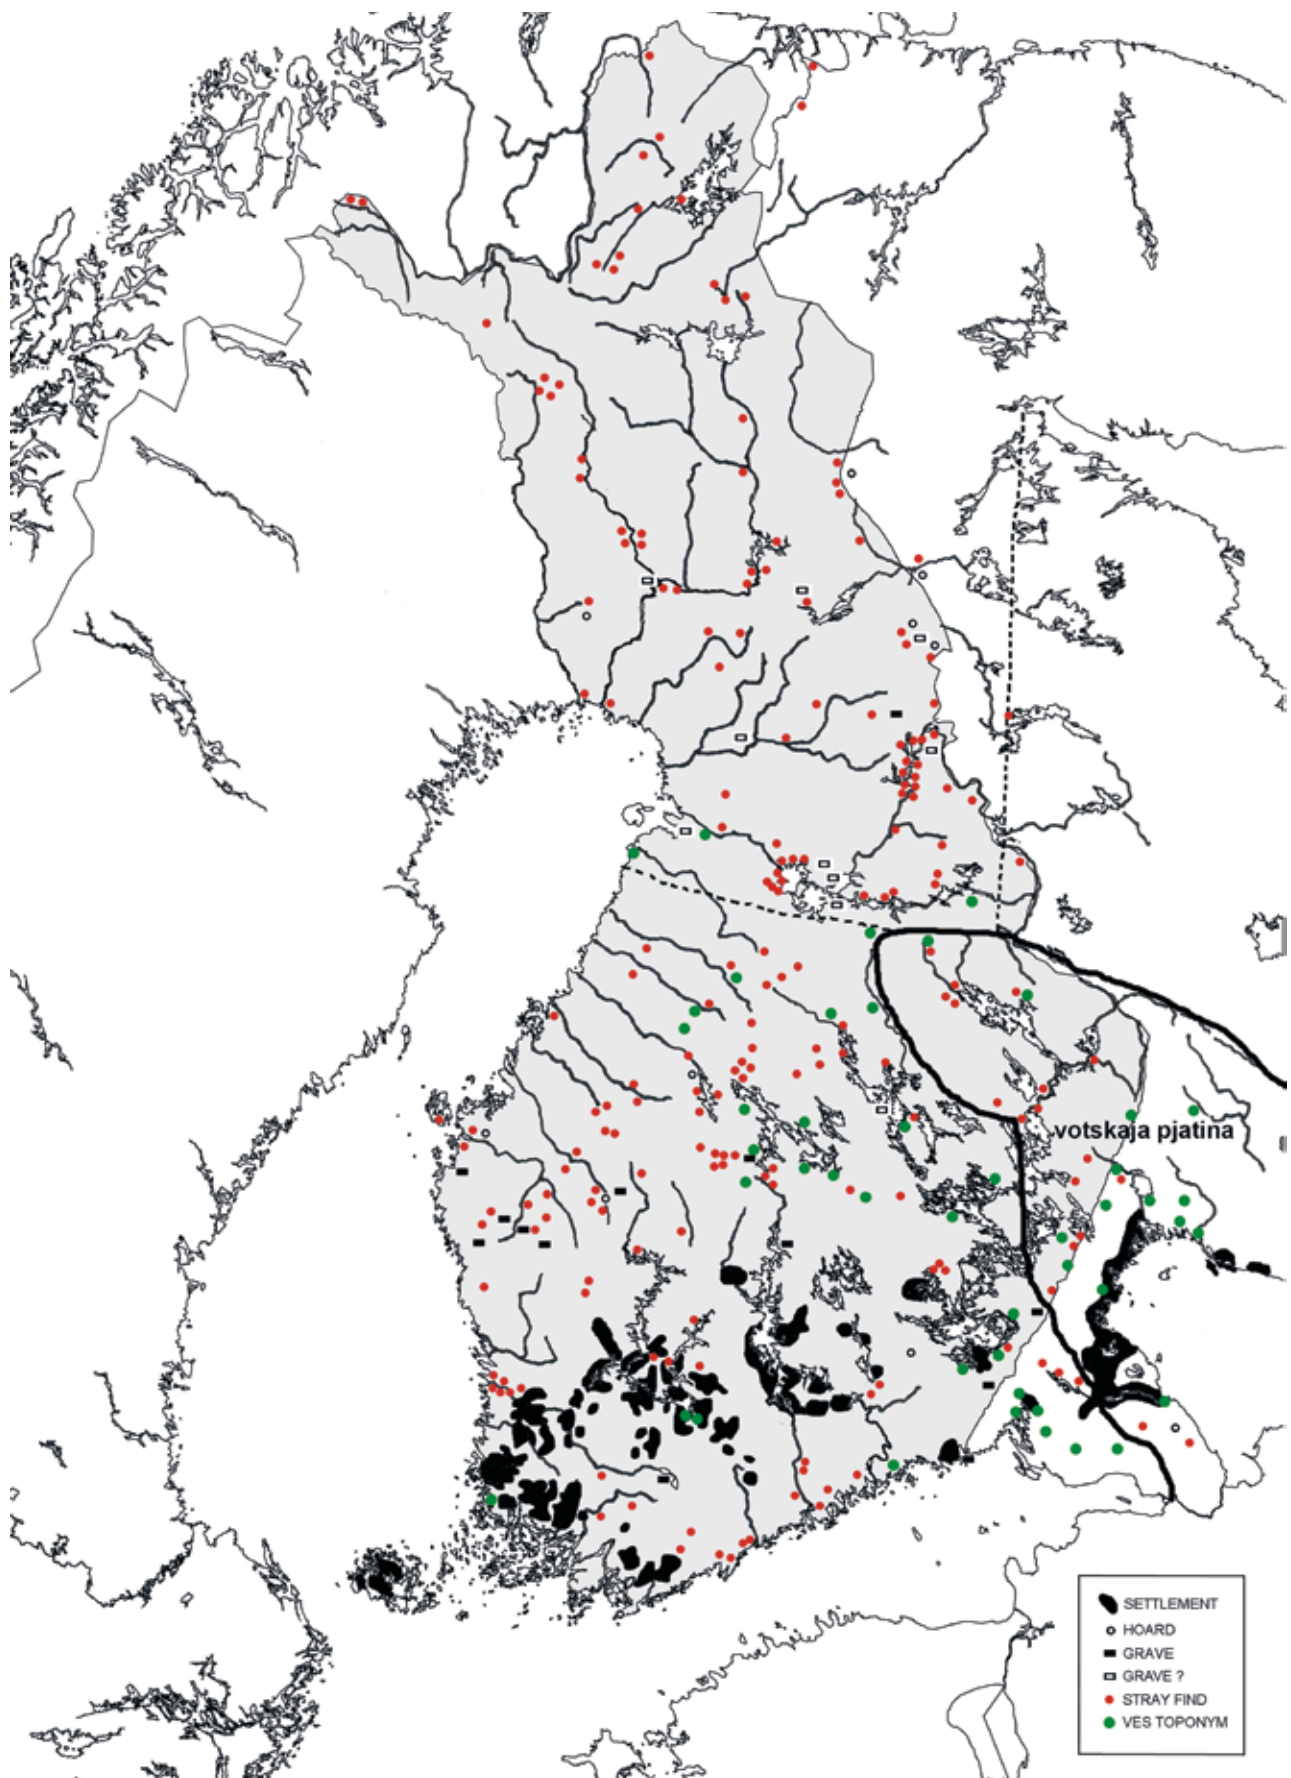 votskaja pjatina
SETTLEMENT
HOARD
GRAVE
GRAVE ?
STRAY FIND
VES TOPONYM